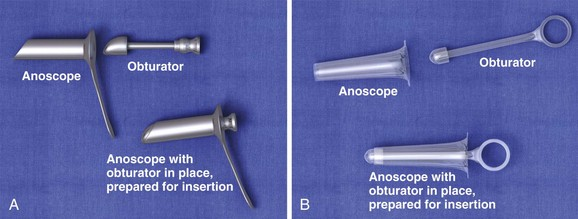 Anoscope
Obturator
Anoscope with
obturator in place,
prepared for insertion
A
Anoscope
Obturator
Anoscope with
obturator in place,
prepared for insertion
B